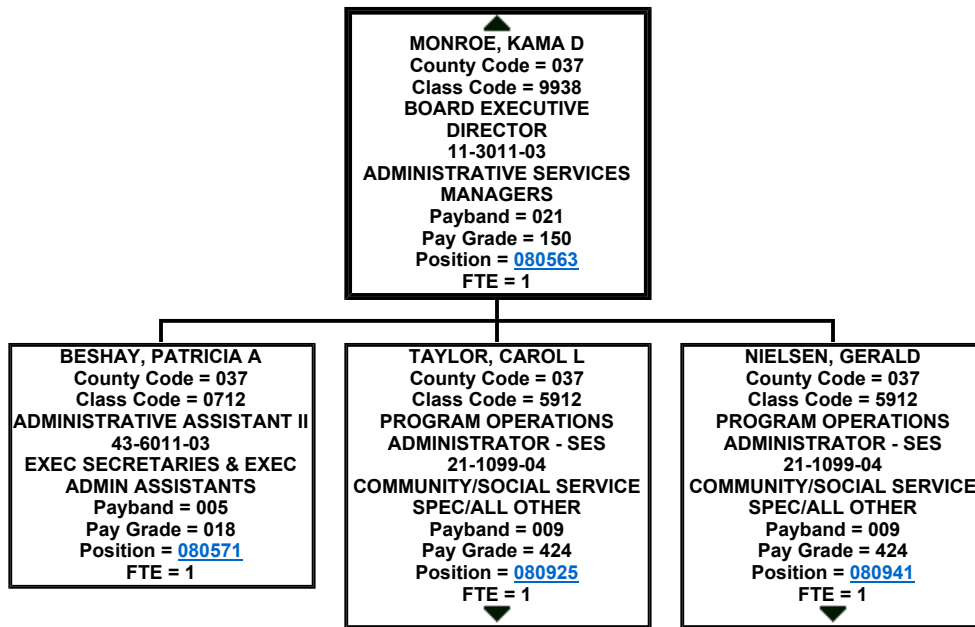 MONROE, KAMA D
County Code = 037
Class Code = 9938
BOARD EXECUTIVE
DIRECTOR
11-3011-03
ADMINISTRATIVE SERVICES
MANAGERS
Payband = 021
Pay Grade = 150
Position = 080563
FTE = 1
BESHAY, PATRICIA A
County Code = 037
Class Code = 0712
ADMINISTRATIVE ASSISTANT II
43-6011-03
EXEC SECRETARIES & EXEC
ADMIN ASSISTANTS
Payband = 005
Pay Grade = 018
Position = 080571
FTE = 1
TAYLOR, CAROL L
County Code = 037
Class Code = 5912
PROGRAM OPERATIONS
ADMINISTRATOR - SES
21-1099-04
COMMUNITY/SOCIAL SERVICE
SPEC/ALL OTHER
Payband = 009
Pay Grade = 424
Position = 080925
FTE = 1
NIELSEN, GERALD
County Code = 037
Class Code = 5912
PROGRAM OPERATIONS
ADMINISTRATOR - SES
21-1099-04
COMMUNITY/SOCIAL SERVICE
SPEC/ALL OTHER
Payband = 009
Pay Grade = 424
Position = 080941
FTE = 1